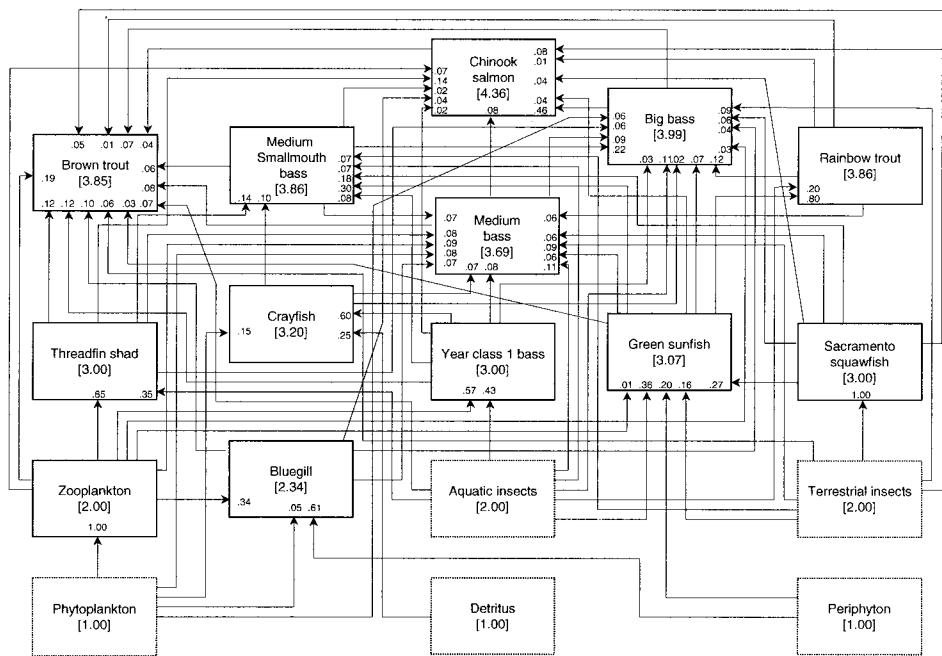 Chinook
salmon
[4.36]
.08
.01
.04
.04
.46
.07
.14
.02
.04
.02
.08
Big bass
[3.99]
.06
.06
.09
.22
.09
.06
.04
.03
.03 .11 .02 .07 .12
.05 .01 .07 .04
Brown trout
[3.85]
.19
.06
.08
.12 .12 .10 .06 .03 .07
Medium
Smallmouth
bass
[3.86]
.07
.07
.18
.30
.08
.14 .10
Rainbow trout
[3.86]
.20
.80
Medium
bass
[3.69]
.07
.08
.09
.08
.07
.06
.06
.09
.06
.11
.07 .08
Crayfish
[3.20]
.15
.60
.25
Threadfin shad
[3.00]
.65 .35
Year class 1 bass
[3.00]
.57 .43
Green sunfish
[3.07]
.01 .36 .20 .16 .27
Sacramento
squawfish
[3.00]
1.00
Zooplankton
[2.00]
1.00
Bluegill
[2.34]
.34
.05 .61
Aquatic insects
[2.00]
Terrestrial insects
[2.00]
Phytoplankton
[1.00]
Detritus
[1.00]
Periphyton
[1.00]